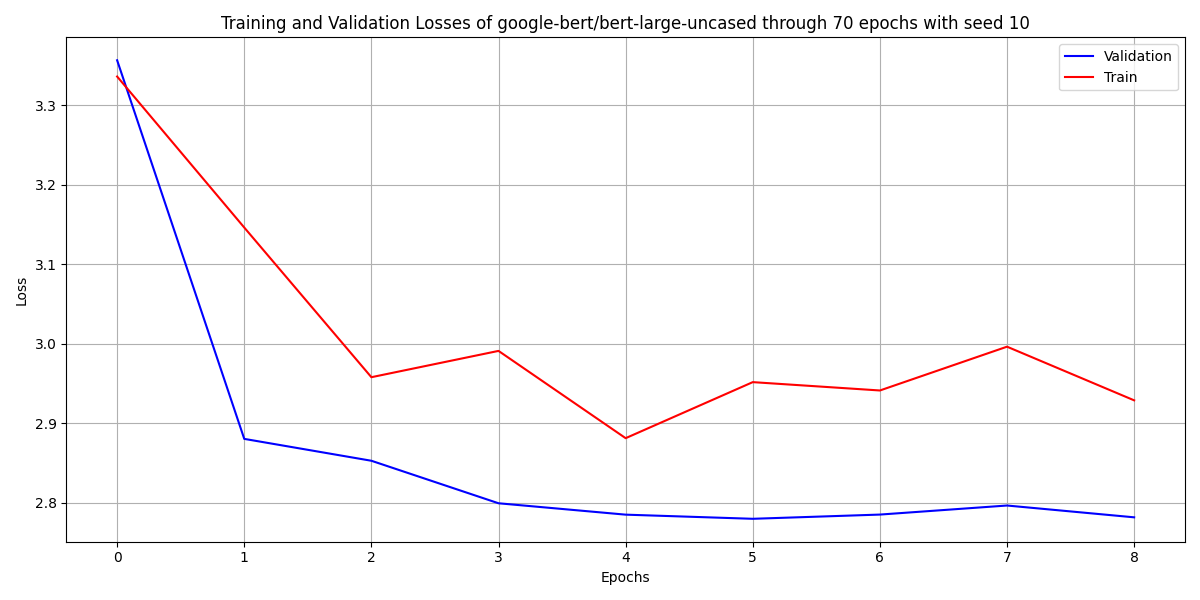 Training and Validation Losses of google-bert/bert-large-uncased through 70 epochs with seed 10
Validation
Train
Loss
3.3
3.2
3.1
3.0
2.9
2.8
0 1 2 3 4 5 6 7 8
Epochs